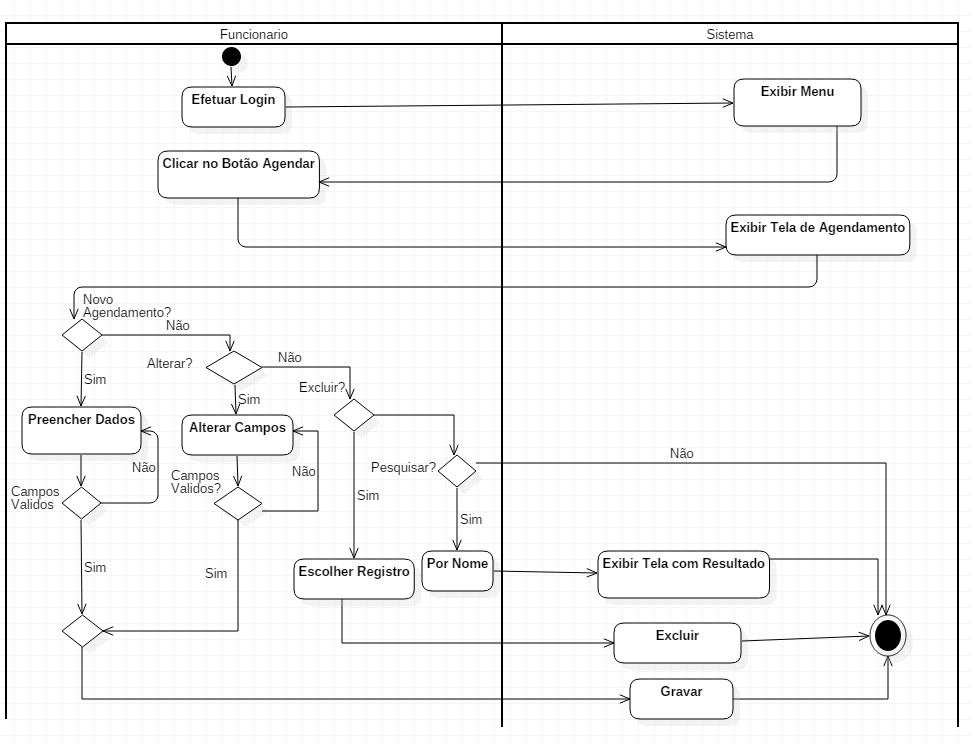 Funcionario
Sistema
Efetuar Login
Exibir Menu
Clicar no Botão Agendar
Exibir Tela de Agendamento
Novo
Agendamento?
Não
Alterar?
Não
Excluir?
Sim
Sim
Preencher Dados
Alterar Campos
Não
Campos
Validos
Campos
Validos?
Não
Pesquisar?
Não
Sim
Sim
Sim
Sim
Escolher Registro
Por Nome
Exibir Tela com Resultado
Excluir
Gravar